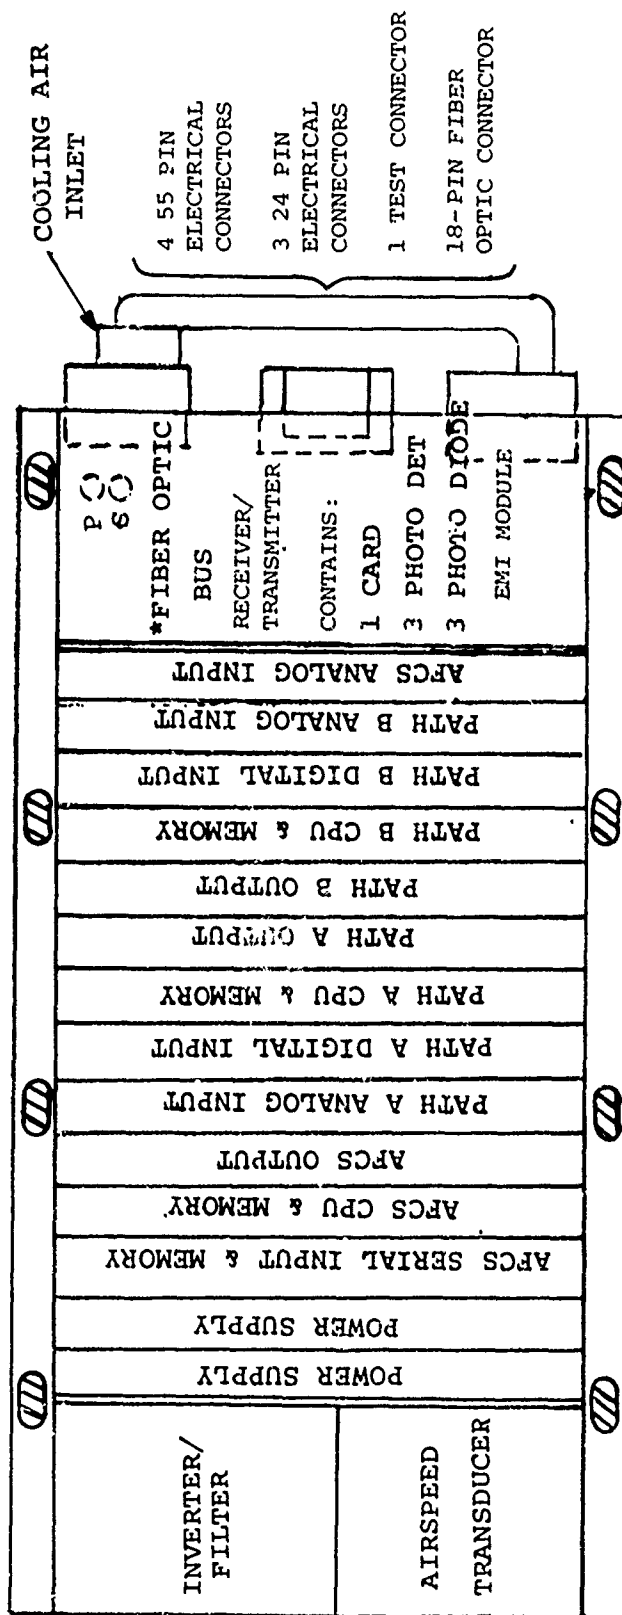 COOLING AIR
INLET
4 55 PIN
ELECTRICAL
CONNECTORS
3 24 PIN
ELECTRICAL
CONNECTORS
1 TEST CONNECTOR
18-PIN FIBER
OPTIC CONNECTOR
P
S
*FIBER OPTIC
BUS
RECEIVER/
TRANSMITTER
CONTAINS:
1 CARD
3 PHOTO DET
3 PHOTO DIODE
EMI MODULE
AFCS ANALOG INPUT
PATH B ANALOG INPUT
PATH B DIGITAL INPUT
PATH B CPU & MEMORY
PATH B OUTPUT
PATH A OUTPUT
PATH A CPU & MEMORY
PATH A DIGITAL INPUT
PATH A ANALOG INPUT
AFCS OUTPUT
AFCS CPU & MEMORY
AFCS SERIAL INPUT & MEMORY
POWER SUPPLY
POWER SUPPLY
INVERTER/
FILTER
AIRSPEED
TRANSDUCER